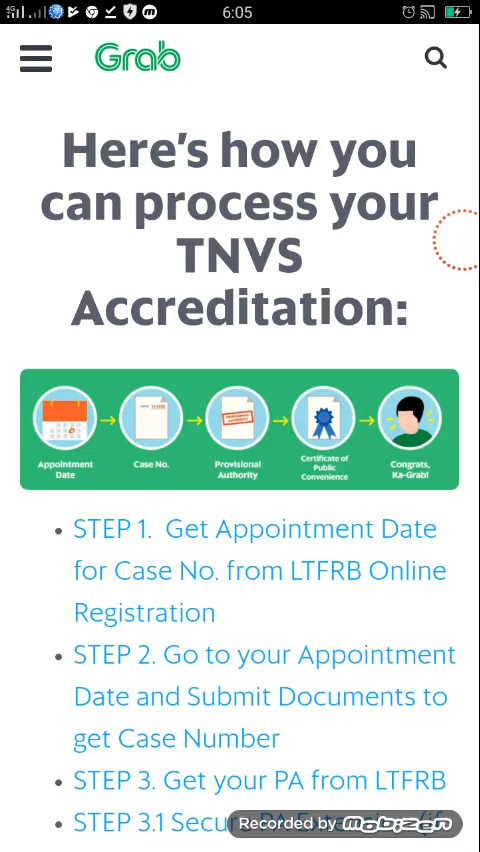 4G
6:05
Grab
Here's how you
can process your
TNVS
Accreditation:
Appointment
Date
Case No.
Provisional
Authority
Certificate of
Public
Convenience
Congrats,
Ka-Grab!
• STEP 1.  Get Appointment Date
for Case No. from LTFRB Online
Registration
• STEP 2. Go to your Appointment
Date and Submit Documents to
get Case Number
• STEP 3. Get your PA from LTFRB
• STEP 3.1 Secure PA
Recorded by MOBIZEN